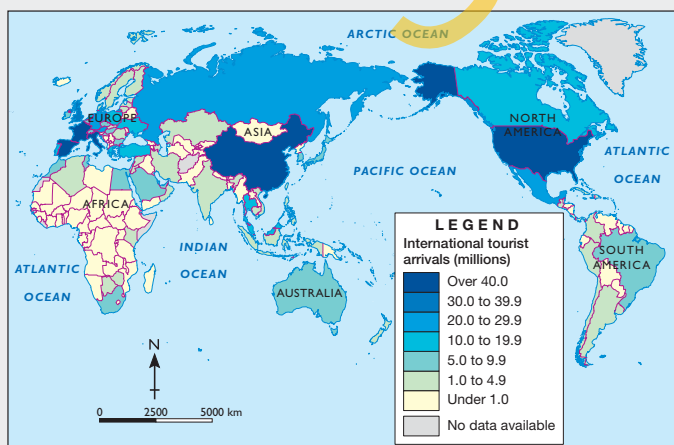 ARCTIC OCEAN
EUROPE
ASIA
NORTH
AMERICA
ATLANTIC
OCEAN
PACIFIC OCEAN
AFRICA
INDIAN
OCEAN
ATLANTIC
OCEAN
AUSTRALIA
SOUTH
AMERICA
LEGEND
International tourist
arrivals (millions)
Over 40.0
30.0 to 39.9
20.0 to 29.9
10.0 to 19.9
5.0 to 9.9
1.0 to 4.9
Under 1.0
No data available
N
0 2500 5000 km